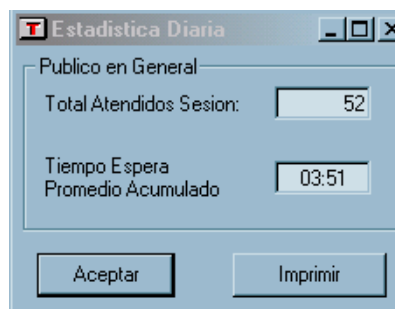 T Estadistica Diaria
Publico en General
Total Atendidos Sesion: 52
Tiempo Espera
Promedio Acumulado 03:51
Aceptar Imprimir